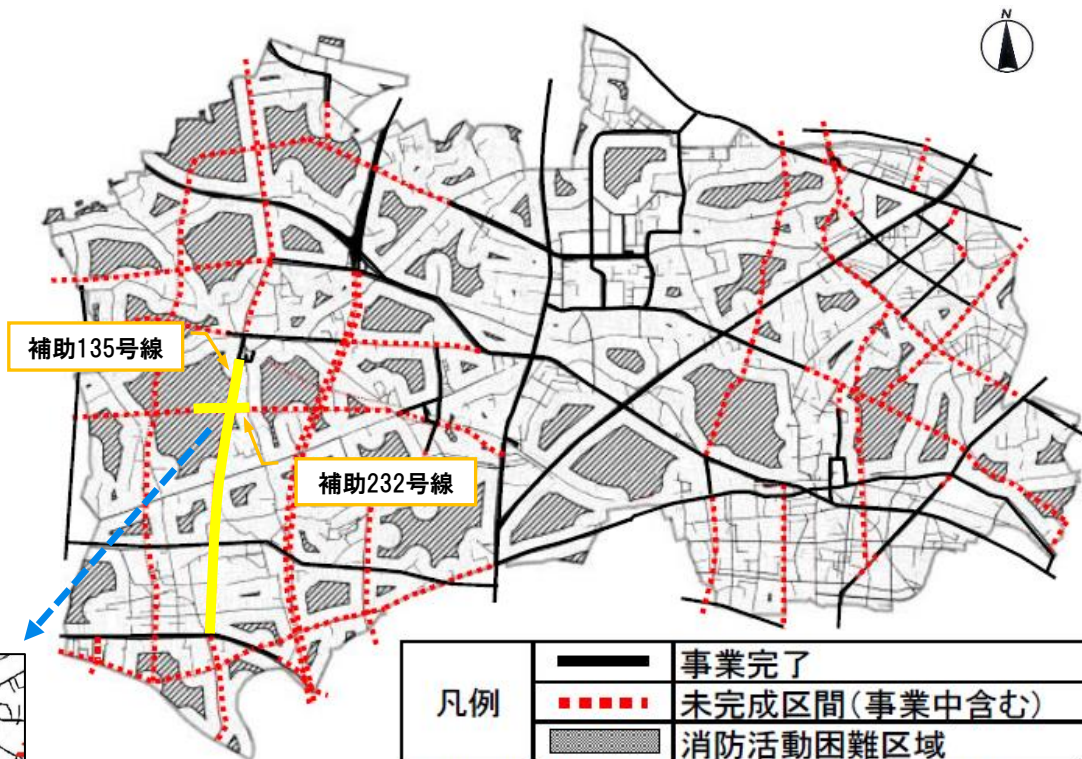 N
補助135号線
補助232号線
凡例
事業完了
未完成区間(事業中含む)
消防活動困難区域